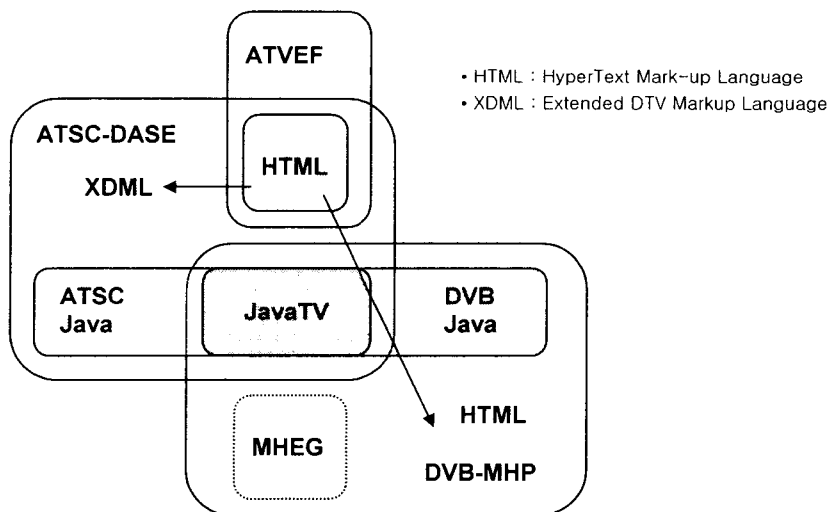 ATVEF
• HTML : HyperText Mark-up Language
• XDML : Extended DTV Markup Language
ATSC-DASE
HTML
XDML
ATSC
Java
JavaTV
DVB
Java
HTML
MHEG
DVB-MHP